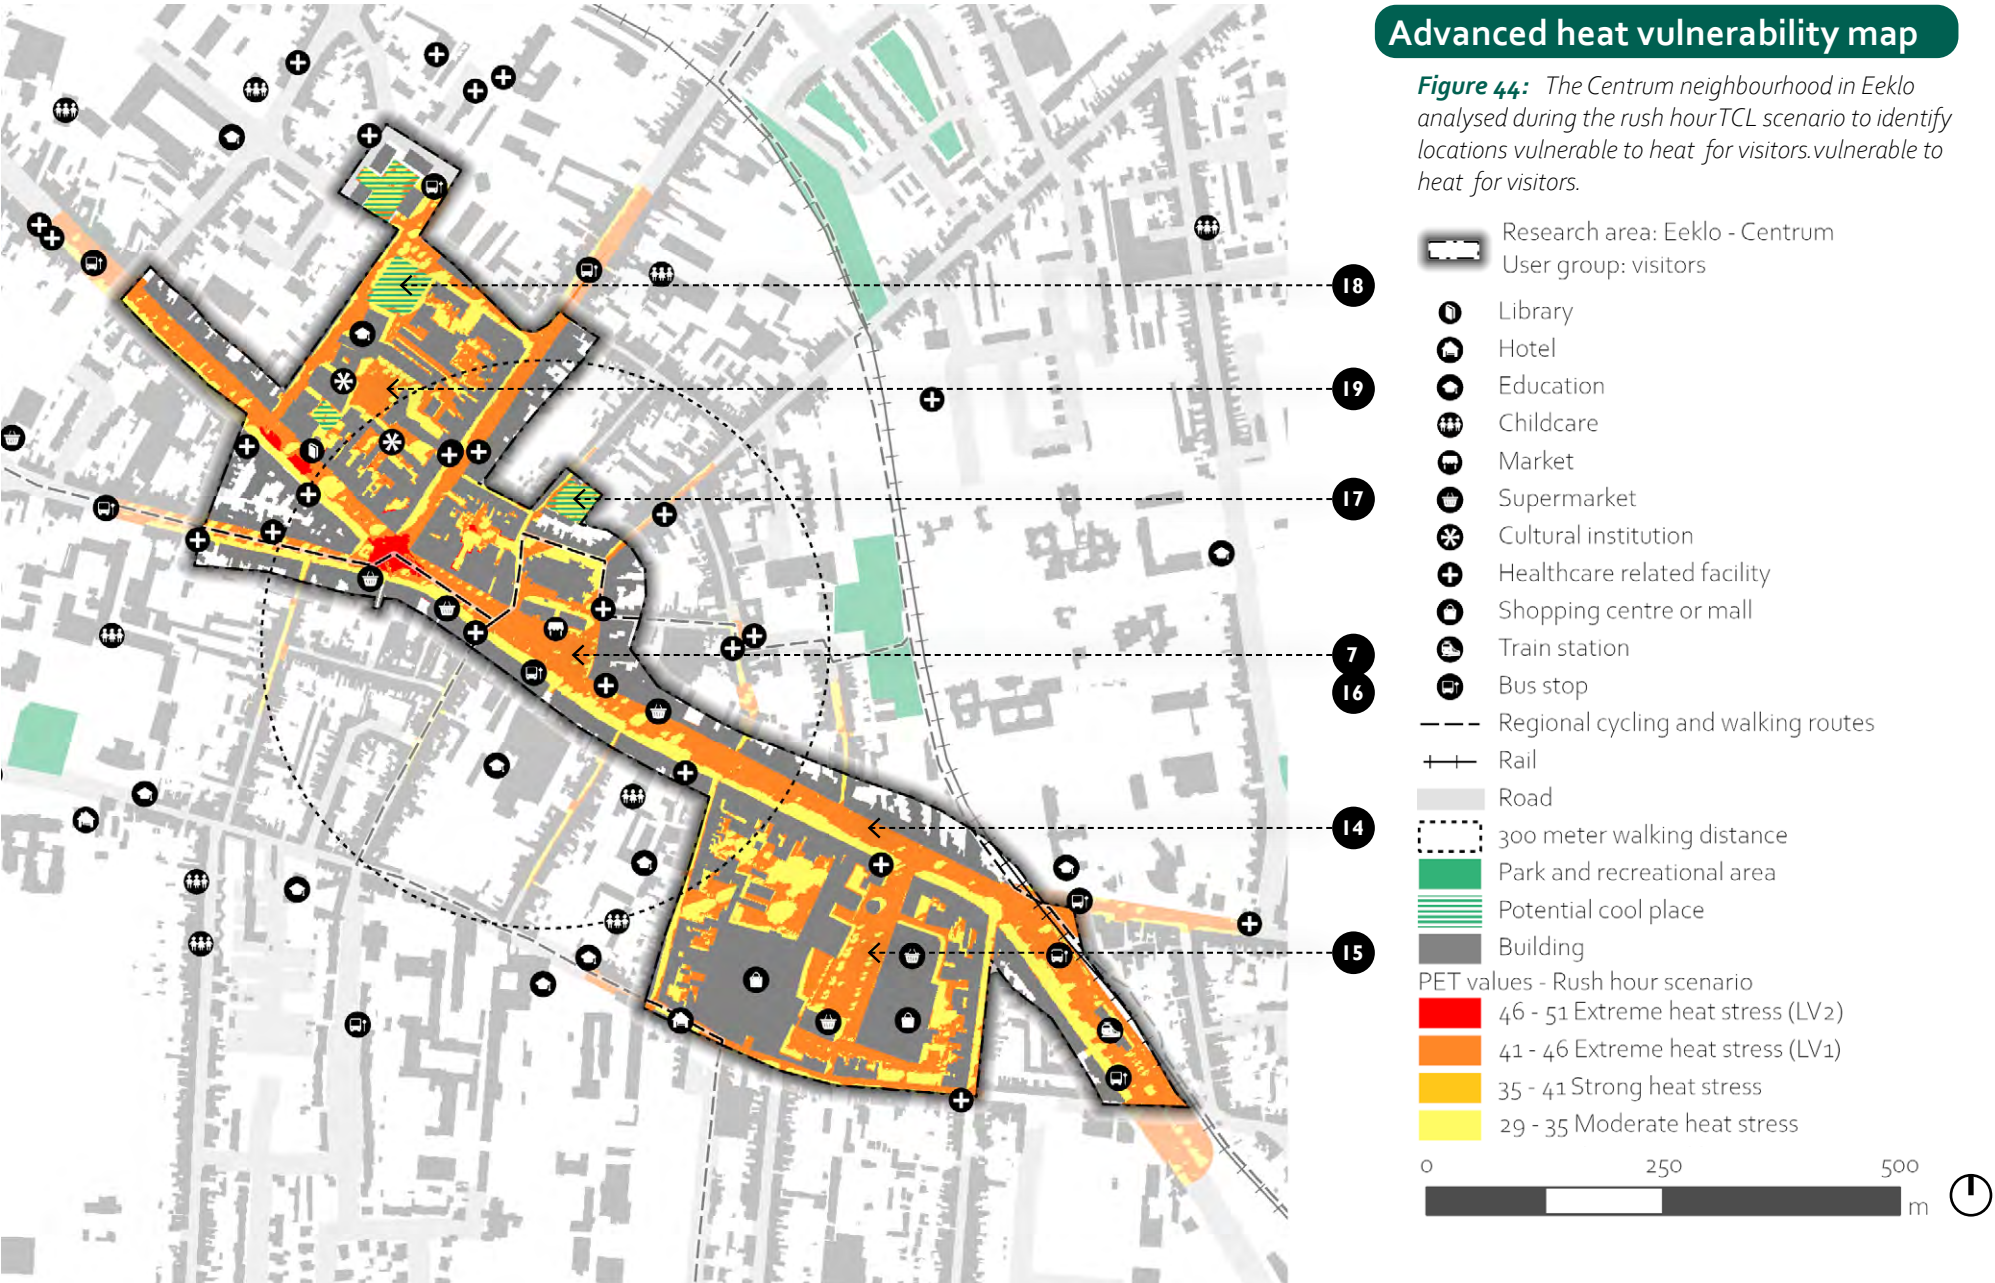 Advanced heat vulnerability map
Figure 44: The Centrum neighbourhood in Eeklo
analysed during the rush hour TCL scenario to identify
locations vulnerable to heat for visitors.vulnerable to
heat for visitors.
Research area: Eeklo - Centrum
User group: visitors
Library
Hotel
Education
Childcare
Market
Supermarket
Cultural institution
Healthcare related facility
Shopping centre or mall
Train station
Bus stop
Regional cycling and walking routes
Rail
Road
300 meter walking distance
Park and recreational area
Potential cool place
Building
PET values - Rush hour scenario
46 - 51 Extreme heat stress (LV2)
41 - 46 Extreme heat stress (LV1)
35 - 41 Strong heat stress
29 - 35 Moderate heat stress
0 250 500
m
18
19
17
7
16
14
15